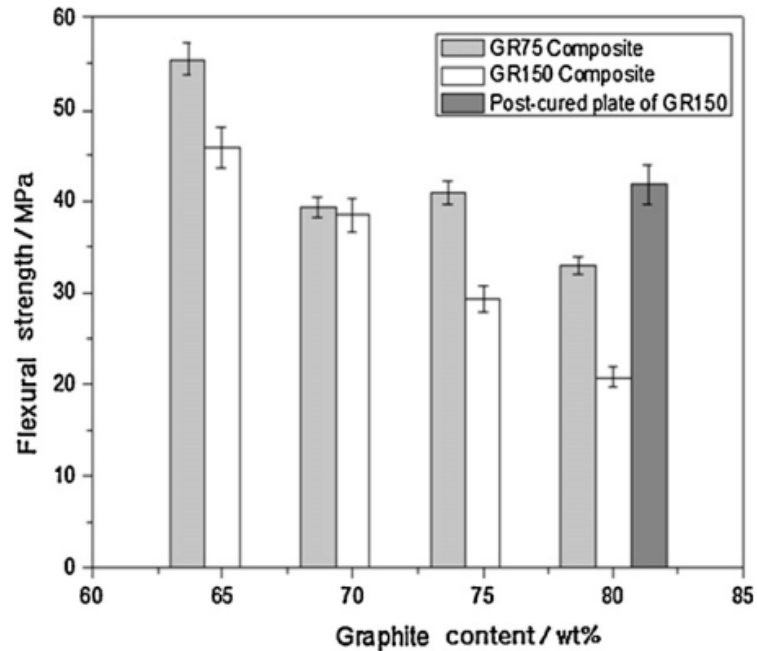 GR75 Composite
GR150 Composite
Post-cured plate of GR150
60
50
40
30
20
10
0
Flexural strength/MPa
60
65
70
75
80
85
Graphite content/wt%